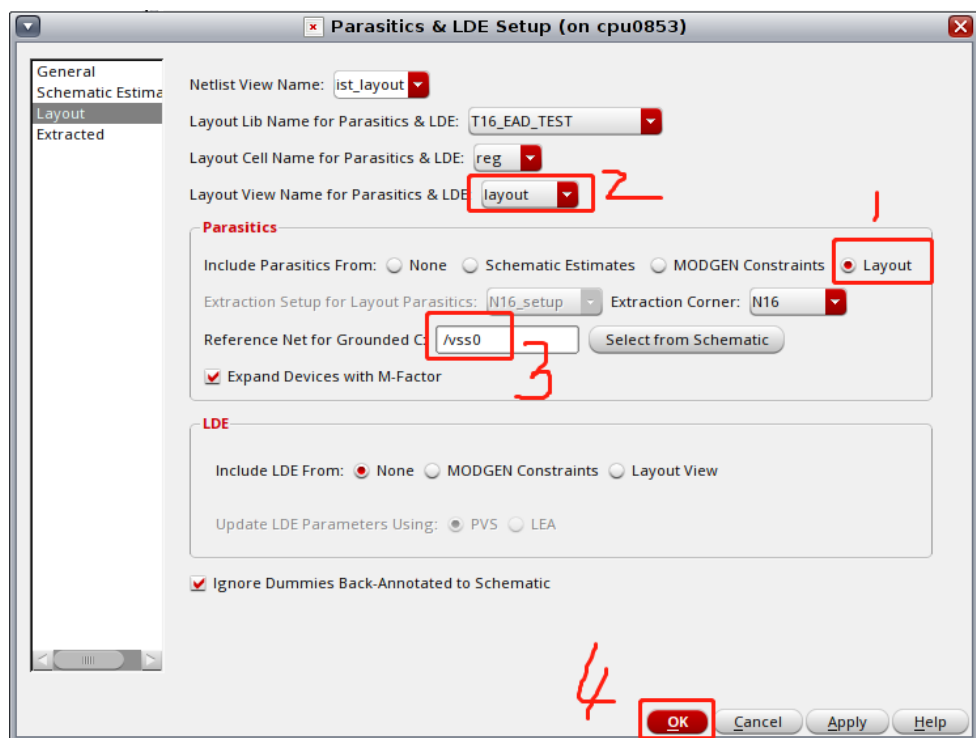 Parasitics & LDE Setup (on cpu0853)
General
Schematic Estima
Layout
Extracted
Netlist View Name: ist_layout
Layout Lib Name for Parasitics & LDE: T16_EAD_TEST
Layout Cell Name for Parasitics & LDE: reg
Layout View Name for Parasitics & LDE layout 2
1
Parasitics
Include Parasitics From: None Schematic Estimates MODGEN Constraints Layout
Extraction Setup for Layout Parasitics: N16_setup Extraction Corner: N16
Reference Net for Grounded C: /vss0 Select from Schematic
3
Expand Devices with M-Factor
LDE
Include LDE From: None MODGEN Constraints Layout View
Update LDE Parameters Using: PVS LEA
Ignore Dummies Back-Annotated to Schematic
4
OK Cancel Apply Help